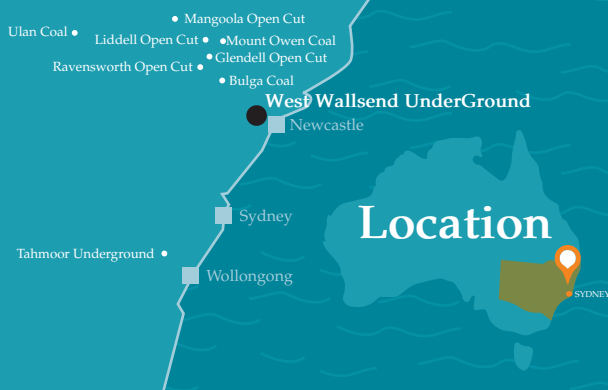 Mangoola Open Cut
Ulan Coal
Liddell Open Cut
Mount Owen Coal
Glendell Open Cut
Ravensworth Open Cut
Bulga Coal
West Wallsend UnderGround
Newcastle
Sydney
Location
Tahmoor Underground
Wollongong
SYDNEY